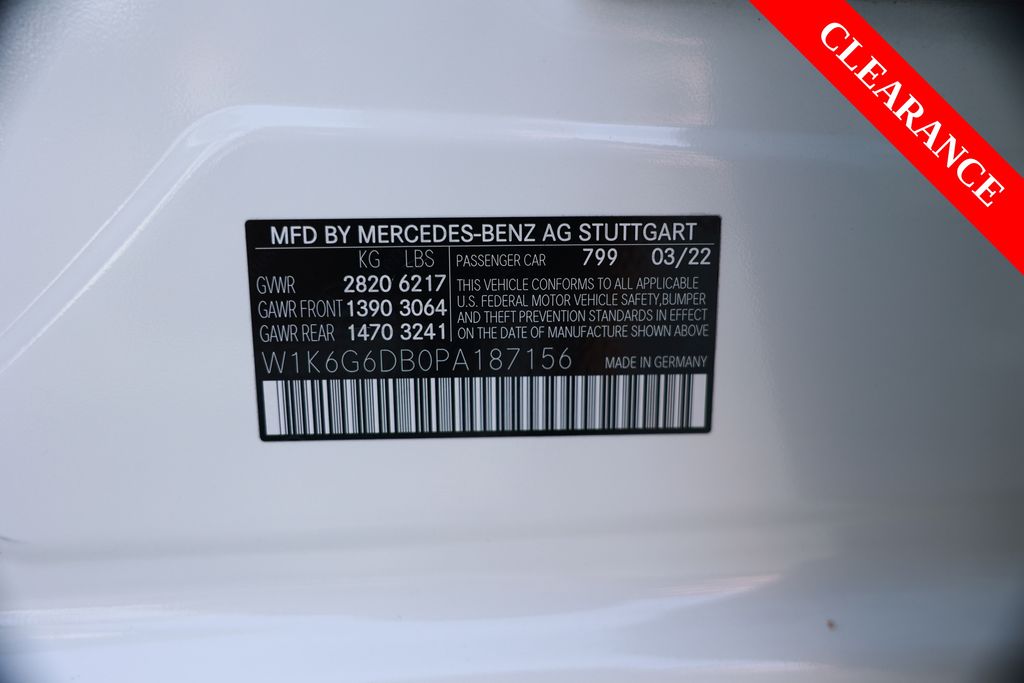 CLEARANCE
MFD BY MERCEDES-BENZ AG STUTTGART
KG LBS
GVWR 2820 6217
GAWR FRONT 1390 3064
GAWR REAR 1470 3241
PASSENGER CAR 799 03/22
THIS VEHICLE CONFORMS TO ALL APPLICABLE
U.S. FEDERAL MOTOR VEHICLE SAFETY,BUMPER
AND THEFT PREVENTION STANDARDS IN EFFECT
ON THE DATE OF MANUFACTURE SHOWN ABOVE
W1K6G6DB0PA187156 MADE IN GERMANY